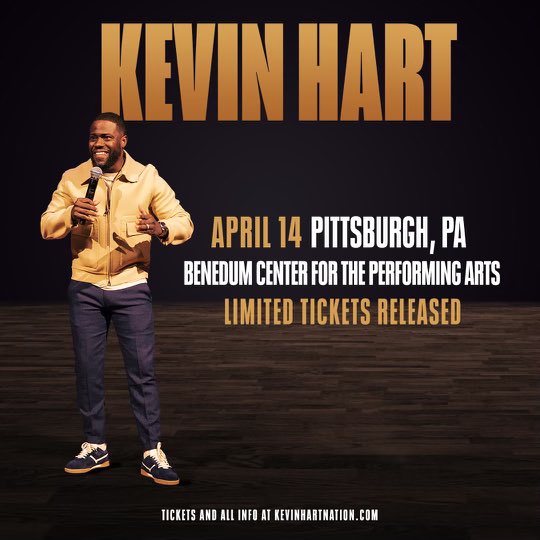 KEVIN HART
APRIL 14 PITTSBURGH, PA
BENEDUM CENTER FOR THE PERFORMING ARTS
LIMITED TICKETS RELEASED
TICKETS AND ALL INFO AT KEVINHARTNATION.COM